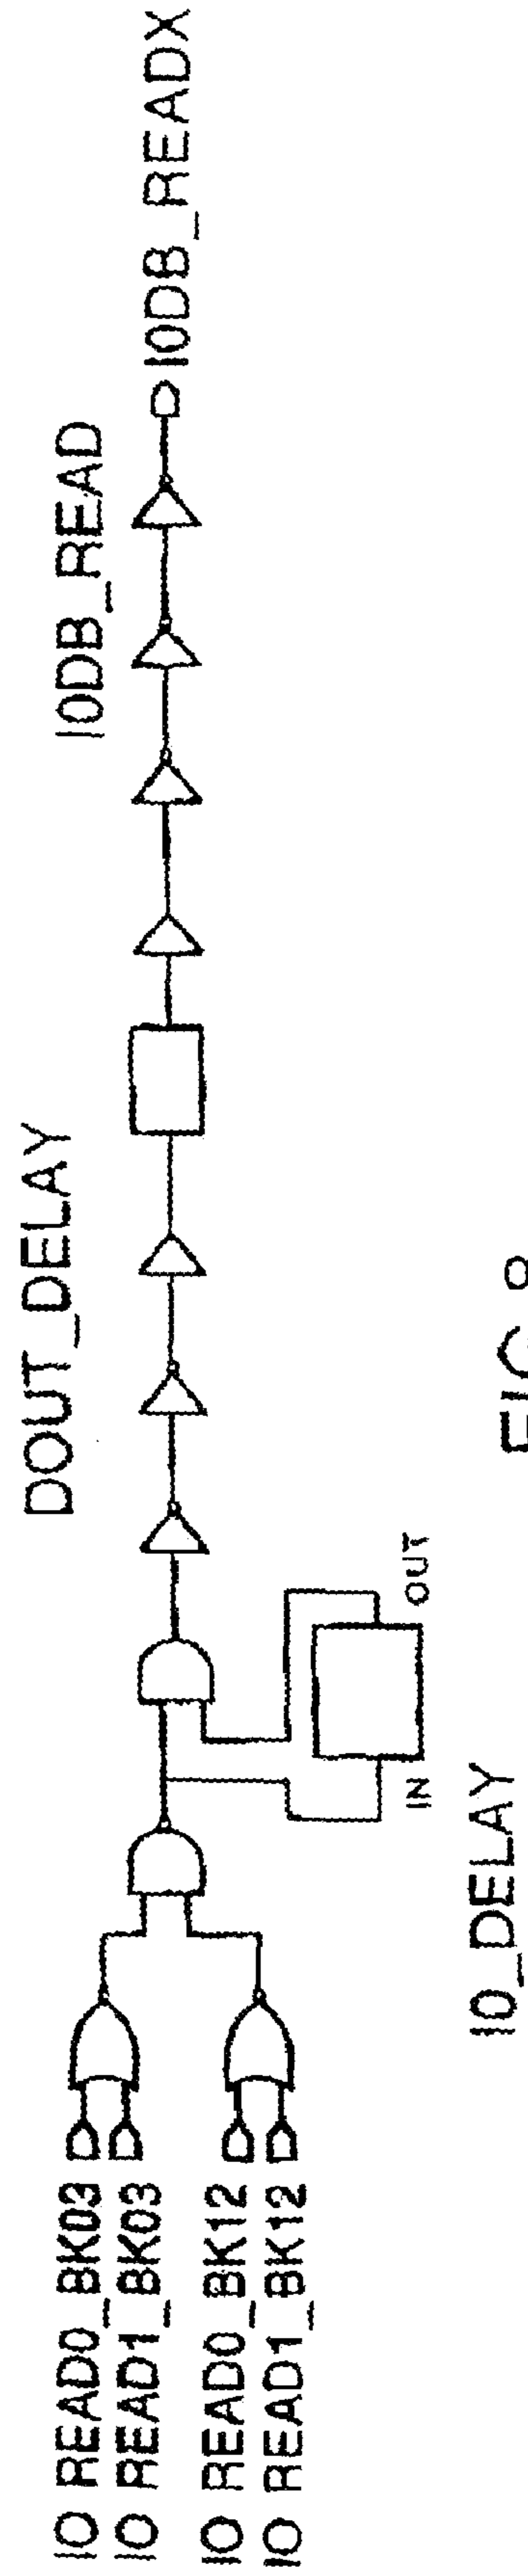 IO READ0_BK03
IO READ1_BK03
IO READ0_BK12
IO READ1_BK12
IO_DELAY
IN
OUT
DOUT_DELAY
IODB_READ
IODB_READX